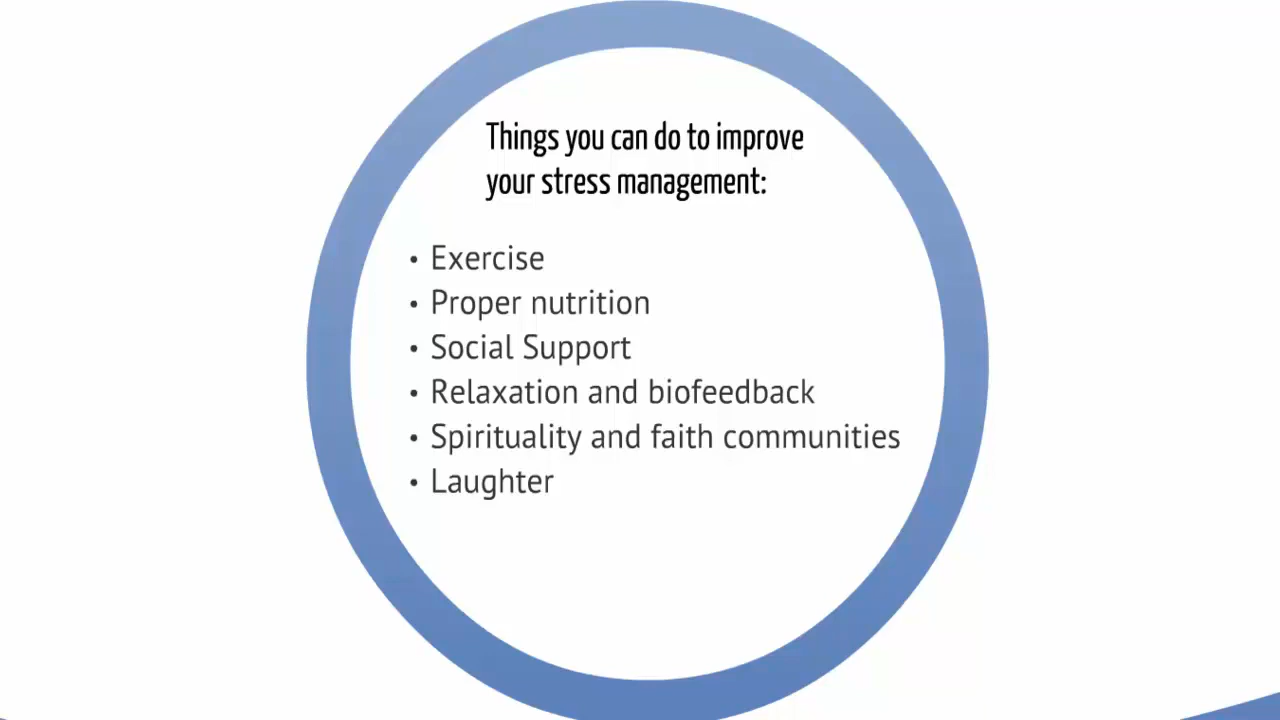 Things you can do to improve
your stress management:
• Exercise
• Proper nutrition
• Social Support
• Relaxation and biofeedback
• Spirituality and faith communities
• Laughter